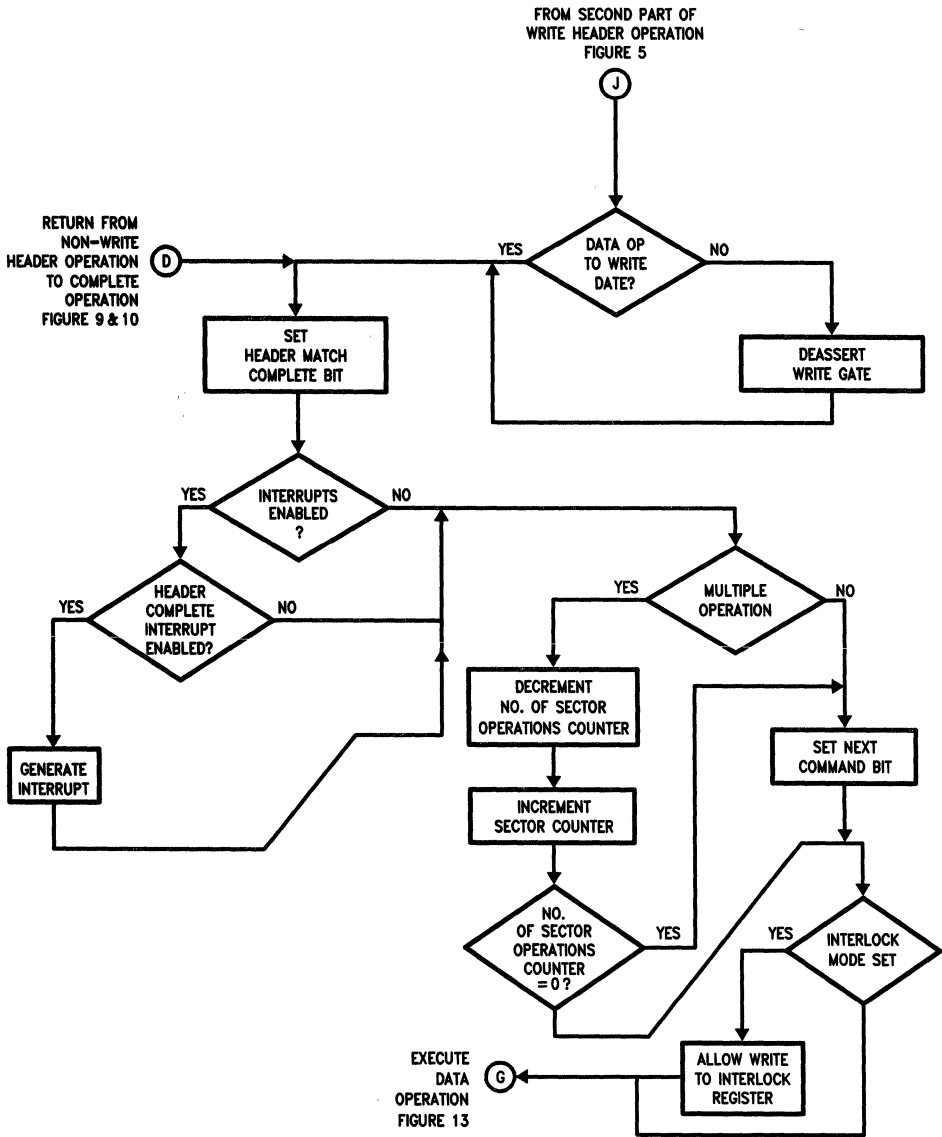 FROM SECOND PART OF
WRITE HEADER OPERATION
FIGURE 5
J
RETURN FROM
NON-WRITE
HEADER OPERATION
TO COMPLETE
OPERATION
FIGURE 9 & 10
D
YES
DATA OP
TO WRITE
DATE?
NO
SET
HEADER MATCH
COMPLETE BIT
DEASSERT
WRITE GATE
YES
INTERRUPTS
ENABLED
?
NO
YES
HEADER
COMPLETE
INTERRUPT
ENABLED?
NO
YES
MULTIPLE
OPERATION
NO
DECREMENT
NO. OF SECTOR
OPERATIONS COUNTER
SET NEXT
COMMAND BIT
GENERATE
INTERRUPT
INCREMENT
SECTOR COUNTER
NO.
OF SECTOR
OPERATIONS
COUNTER
=0?
YES
YES
INTERLOCK
MODE SET
EXECUTE
DATA
OPERATION
FIGURE 13
G
ALLOW WRITE
TO INTERLOCK
REGISTER